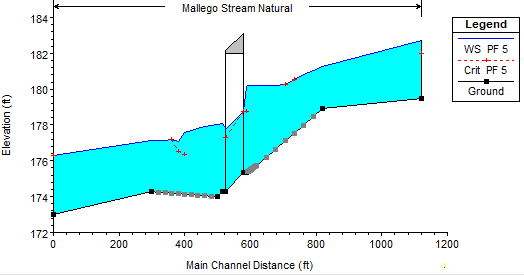 Mallego Stream Natural
184
182
180
178
176
174
172
Elevation (ft)
0
200
400
600
800
1000
1200
Main Channel Distance (ft)
Legend
WS PF 5
Crit PF 5
Ground